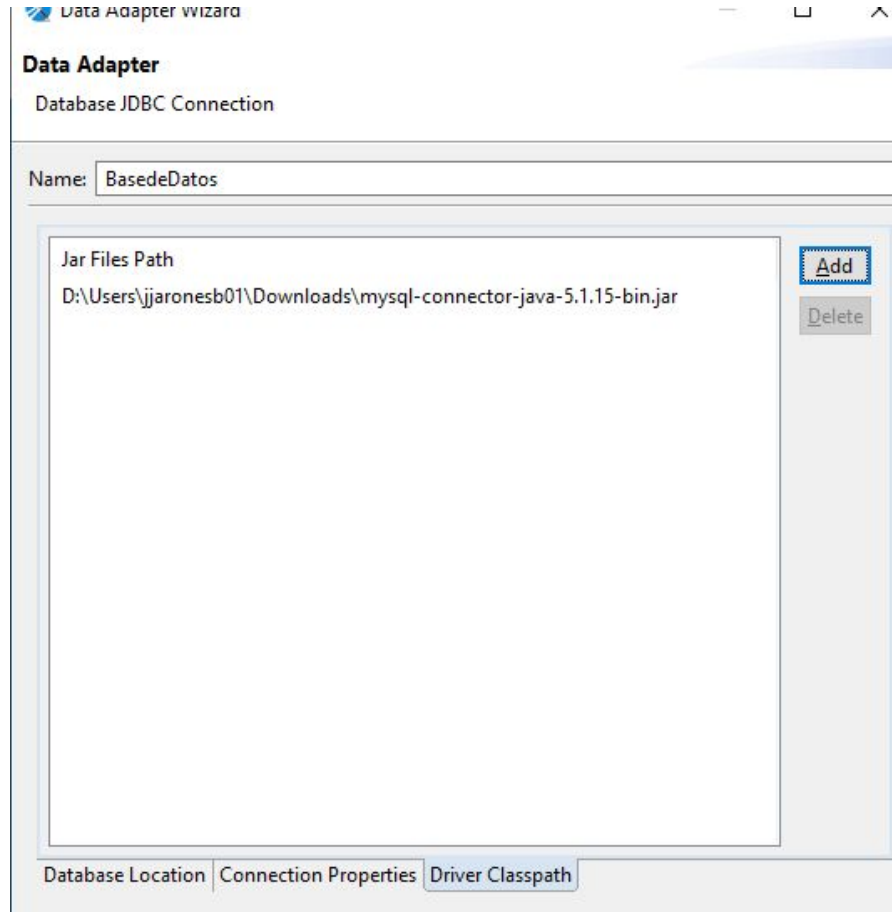 Data Adapter Wizard
Data Adapter
Database JDBC Connection
Name: BasedeDatos
Jar Files Path
Add
D:\Users\jjaronesb01\Downloads\mysql-connector-java-5.1.15-bin.jar
Delete
Database Location Connection Properties Driver Classpath